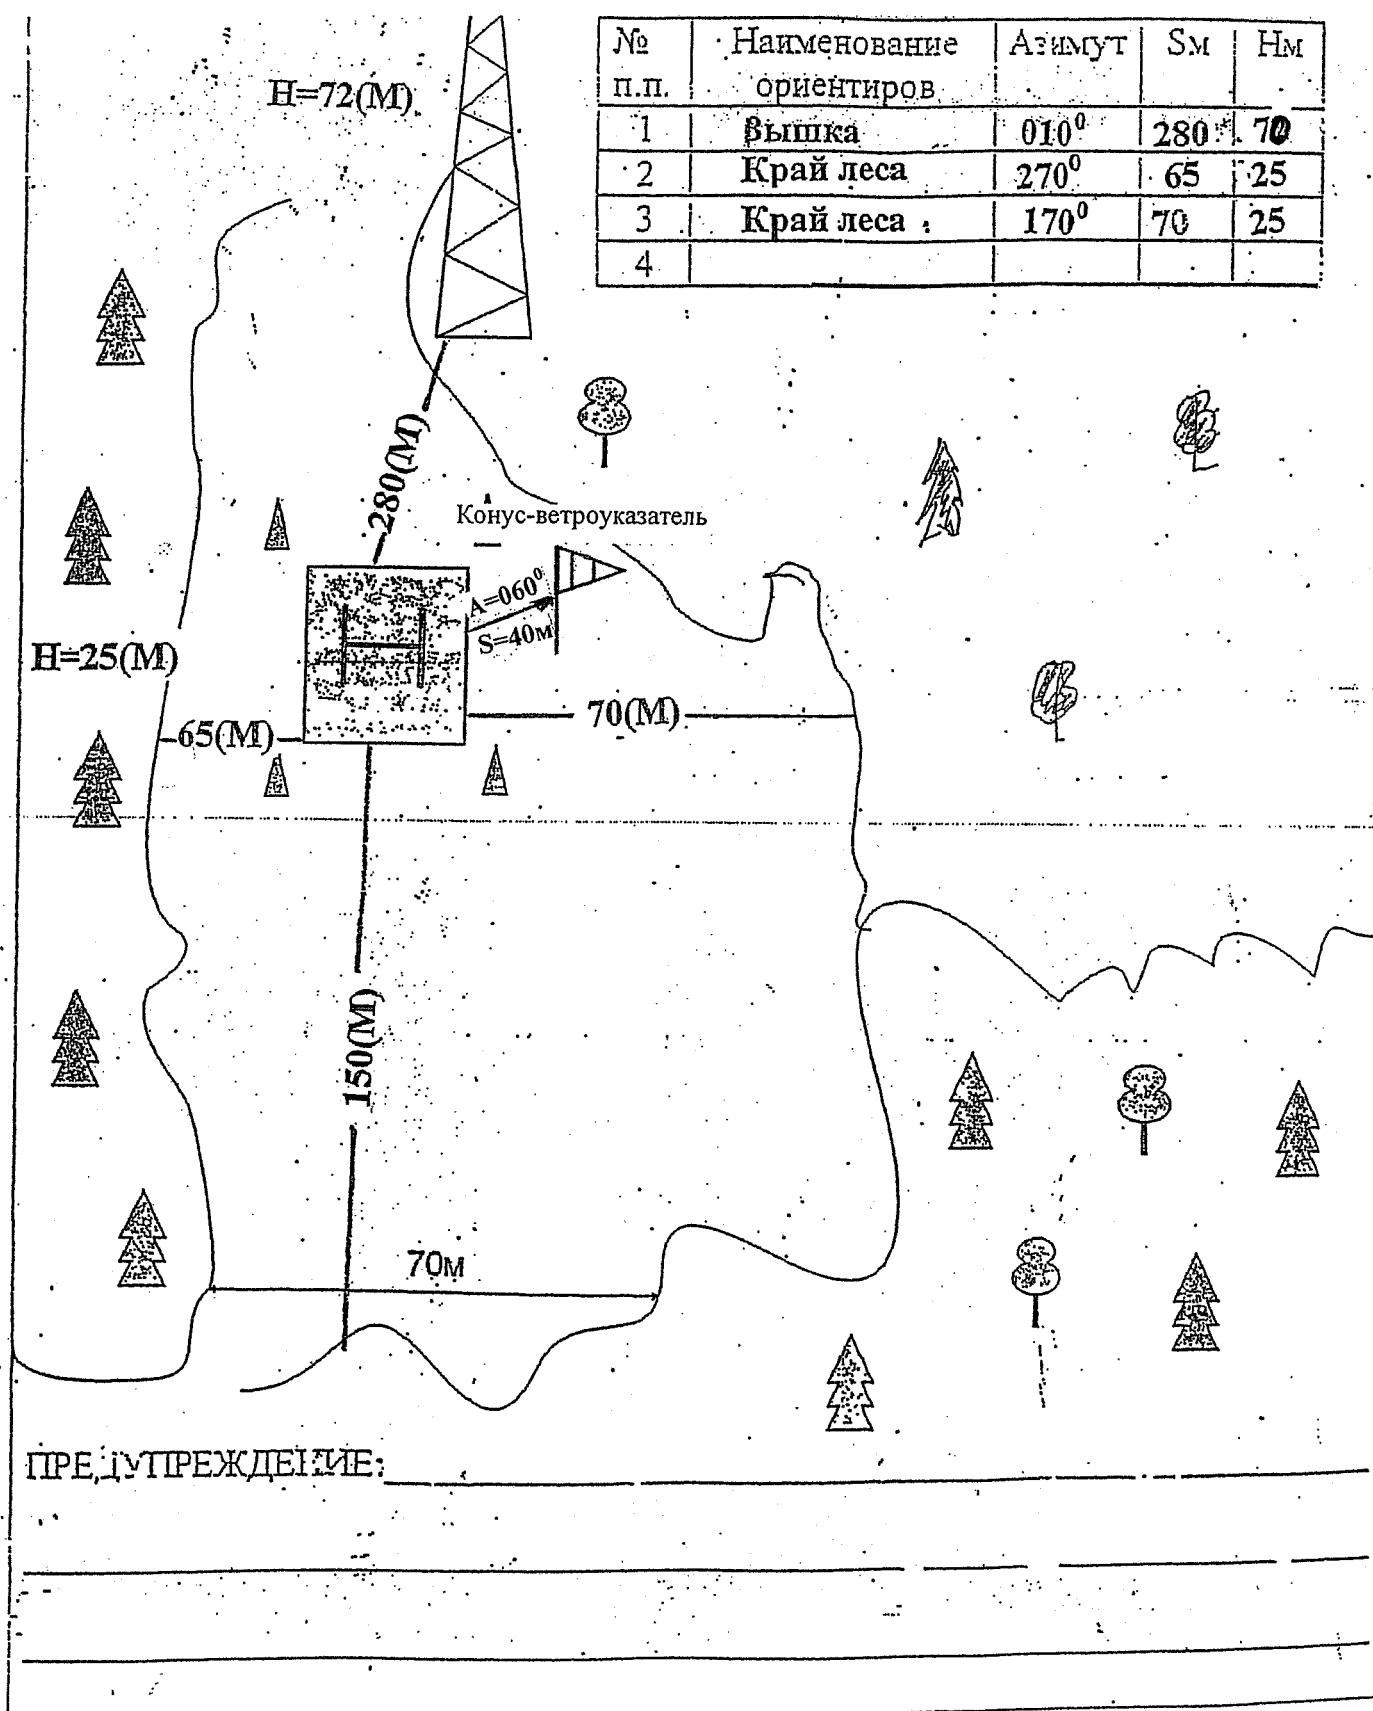 H=72(М)
№ п.п. Наименование ориентиров Азимут Sм Hм
1 Вышка 010⁰ 280 70
2 Край леса 270⁰ 65 25
3 Край леса 170⁰ 70 25
4
280(М)
Конус-ветроуказатель
A=060⁰
S=40м
H
H=25(М)
70(М)
65(М)
150(М)
70м
ПРЕДУПРЕЖДЕНИЕ: